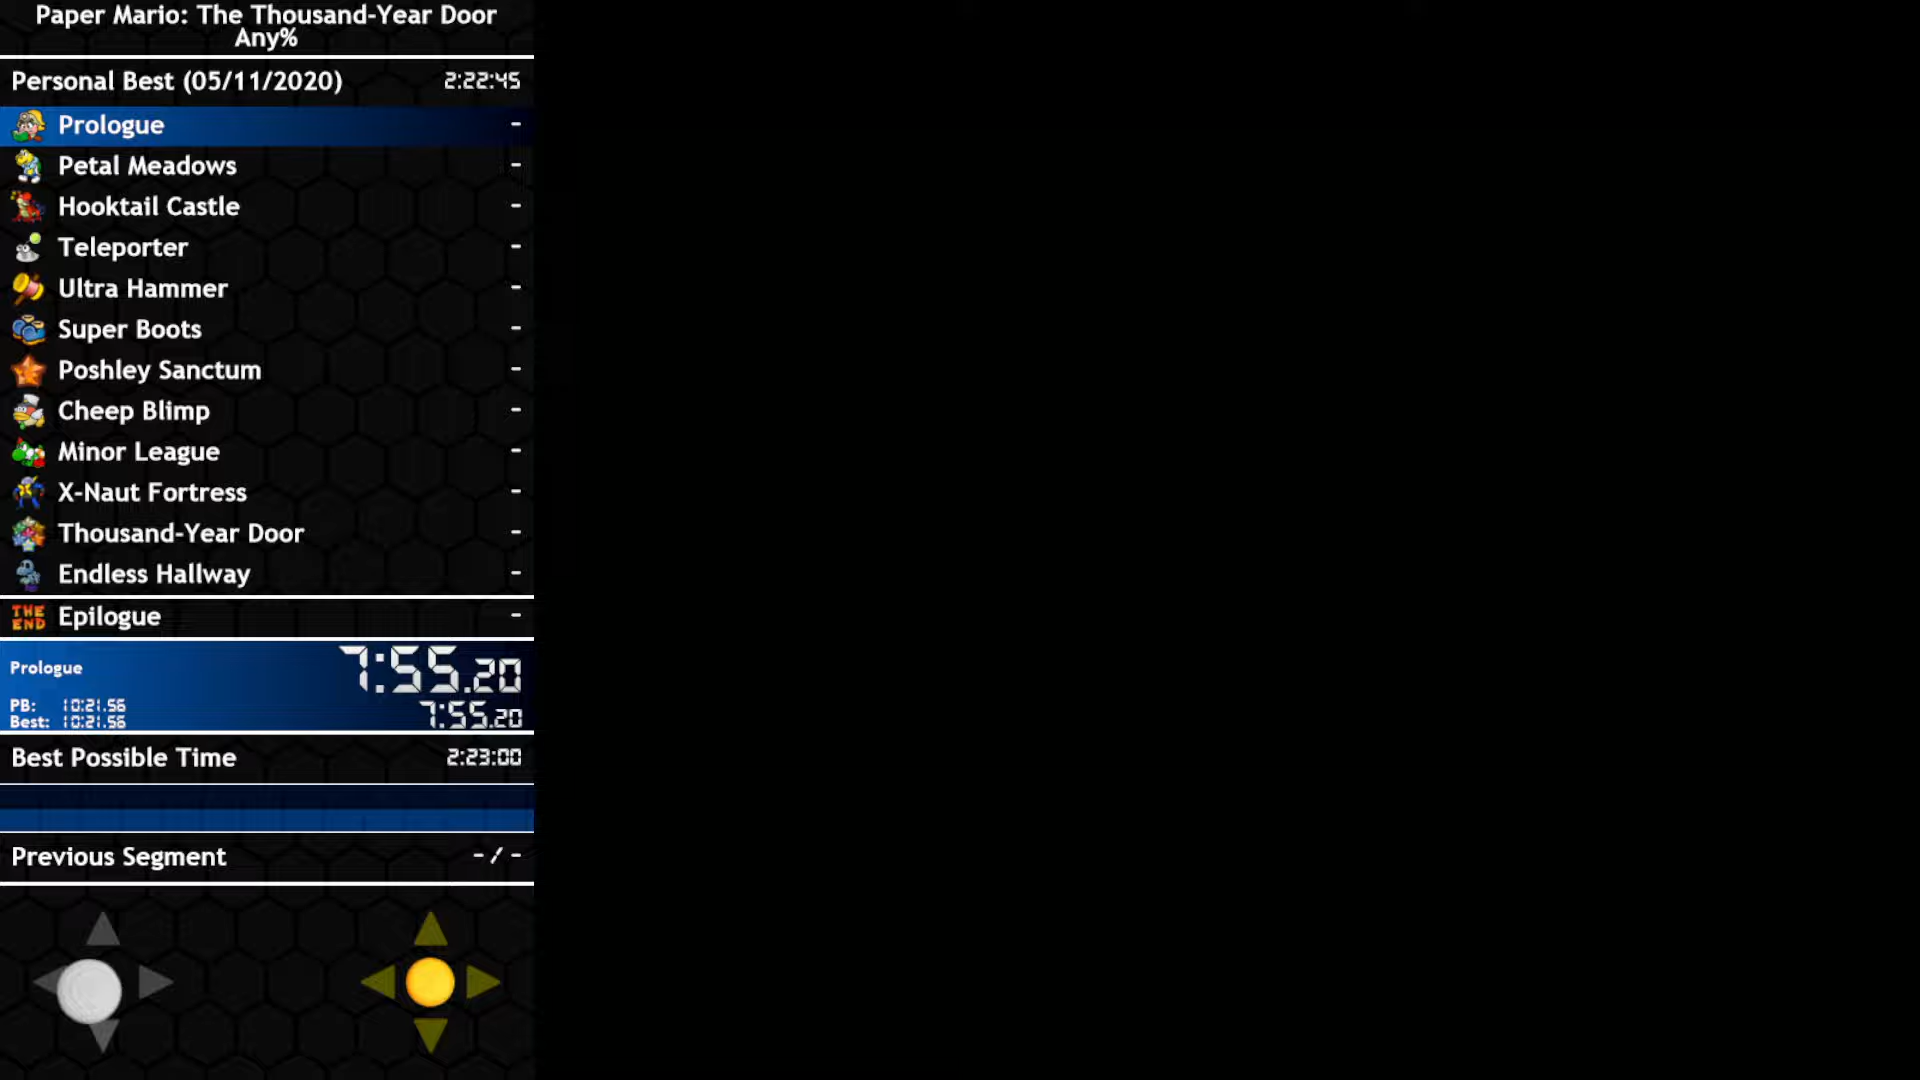 Paper Mario: The Thousand-Year Door
Any%
Personal Best (05/11/2020) 2:22:45
Prologue -
Petal Meadows -
Hooktail Castle -
Teleporter -
Ultra Hammer -
Super Boots -
Poshley Sanctum -
Cheep Blimp -
Minor League -
X-Naut Fortress -
Thousand-Year Door -
Endless Hallway -
THE END Epilogue -
Prologue 7:55.20
PB: 10:21.56
Best: 10:21.56 7:55.20
Best Possible Time 2:23:00
Previous Segment - / -